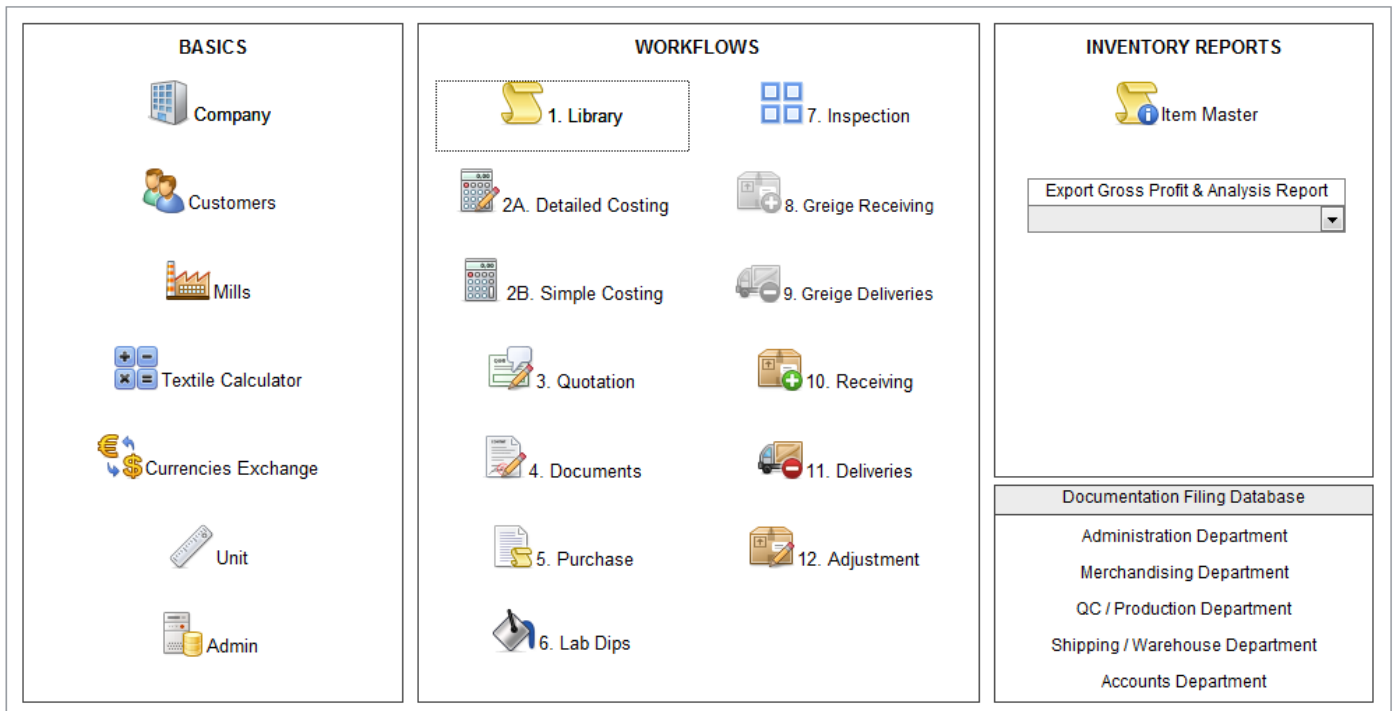 BASICS
Company
Customers
Mills
Textile Calculator
Currencies Exchange
Unit
Admin
WORKFLOWS
1. Library
2A. Detailed Costing
2B. Simple Costing
3. Quotation
4. Documents
5. Purchase
6. Lab Dips
7. Inspection
8. Greige Receiving
9. Greige Deliveries
10. Receiving
11. Deliveries
12. Adjustment
INVENTORY REPORTS
Item Master
Export Gross Profit & Analysis Report
Documentation Filing Database
Administration Department
Merchandising Department
QC / Production Department
Shipping / Warehouse Department
Accounts Department